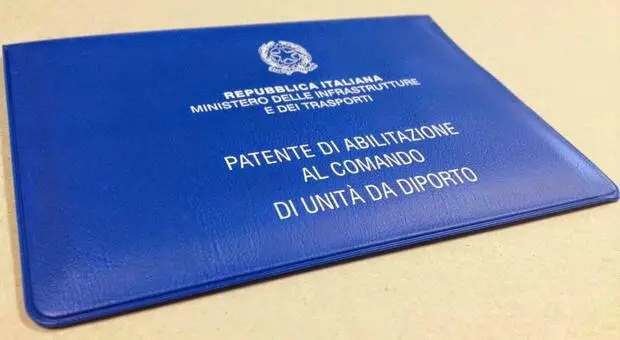 REPUBBLICA ITALIANA
MINISTERO DELLE INFRASTRUTTURE
E DEI TRASPORTI
PATENTE DI ABILITAZIONE
AL COMANDO
DI UNITÀ DA DIPORTO